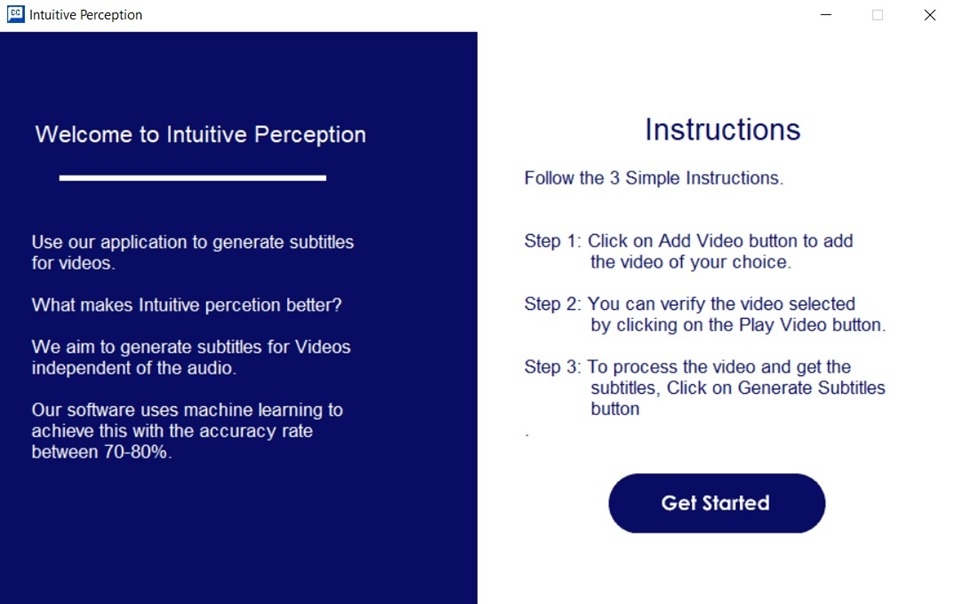 CC Intuitive Perception
Welcome to Intuitive Perception
Use our application to generate subtitles
for videos.
What makes Intuitive percetion better?
We aim to generate subtitles for Videos
independent of the audio.
Our software uses machine learning to
achieve this with the accuracy rate
between 70-80%.
Instructions
Follow the 3 Simple Instructions.
Step 1: Click on Add Video button to add
the video of your choice.
Step 2: You can verify the video selected
by clicking on the Play Video button.
Step 3: To process the video and get the
subtitles, Click on Generate Subtitles
button
.
Get Started